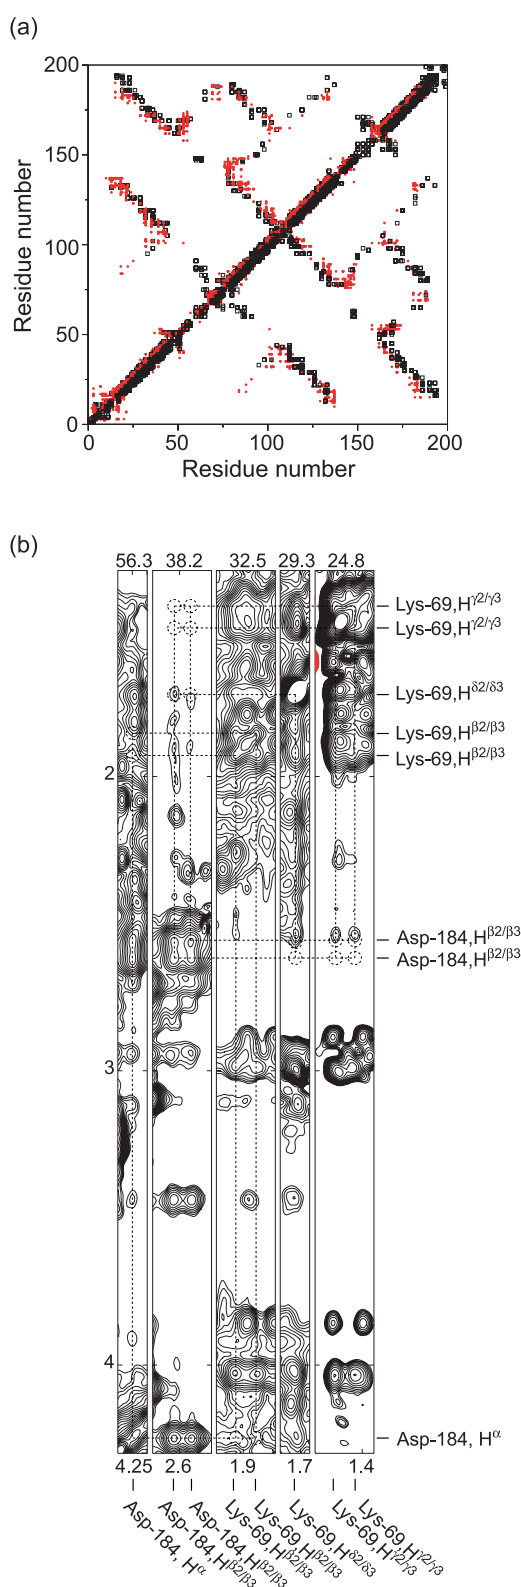 (a)
200
150
100
50
0
Residue number
0 50 100 150 200
Residue number
(b)
56.3 38.2 32.5 29.3 24.8
Lys-69,Hγ2/γ3
Lys-69,Hγ2/γ3
Lys-69,Hδ2/δ3
Lys-69,Hβ2/β3
Lys-69,Hβ2/β3
2
Asp-184,Hβ2/β3
Asp-184,Hβ2/β3
3
4
Asp-184, Hα
4.25 2.6 1.9 1.7 1.4
Asp-184, Hα
Asp-184,Hβ2/β3
Asp-184,Hβ2/β3
Lys-69,Hβ2/β3
Lys-69,Hβ2/β3
Lys-69,Hδ2/δ3
Lys-69,Hγ2/γ3
Lys-69,Hγ2/γ3